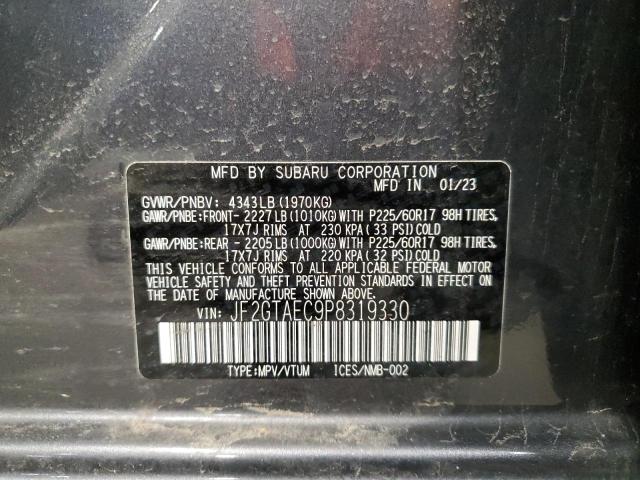 MFD BY SUBARU CORPORATION
MFD IN 01/23
GVWR/PNBV: 4343LB(1970KG)
GAWR/PNBE:FRONT- 2227LB(1010KG)WITH P225/60R17 98H TIRES,
17X7J RIMS AT 230 KPA (33 PSI)COLD
GAWR/PNBE:REAR - 2205LB(1000KG)WITH P225/60R17 98H TIRES,
17X7J RIMS AT 220 KPA (32 PSI)COLD
THIS VEHICLE CONFORMS TO ALL APPLICABLE FEDERAL MOTOR
VEHICLE SAFETY AND THEFT PREVENTION STANDARDS IN EFFECT ON THE
DATE OF MANUFACTURE SHOWN ABOVE.
VIN: JF2GTAEC9P8319330
TYPE:MPV/VTUM ICES/NMB-002